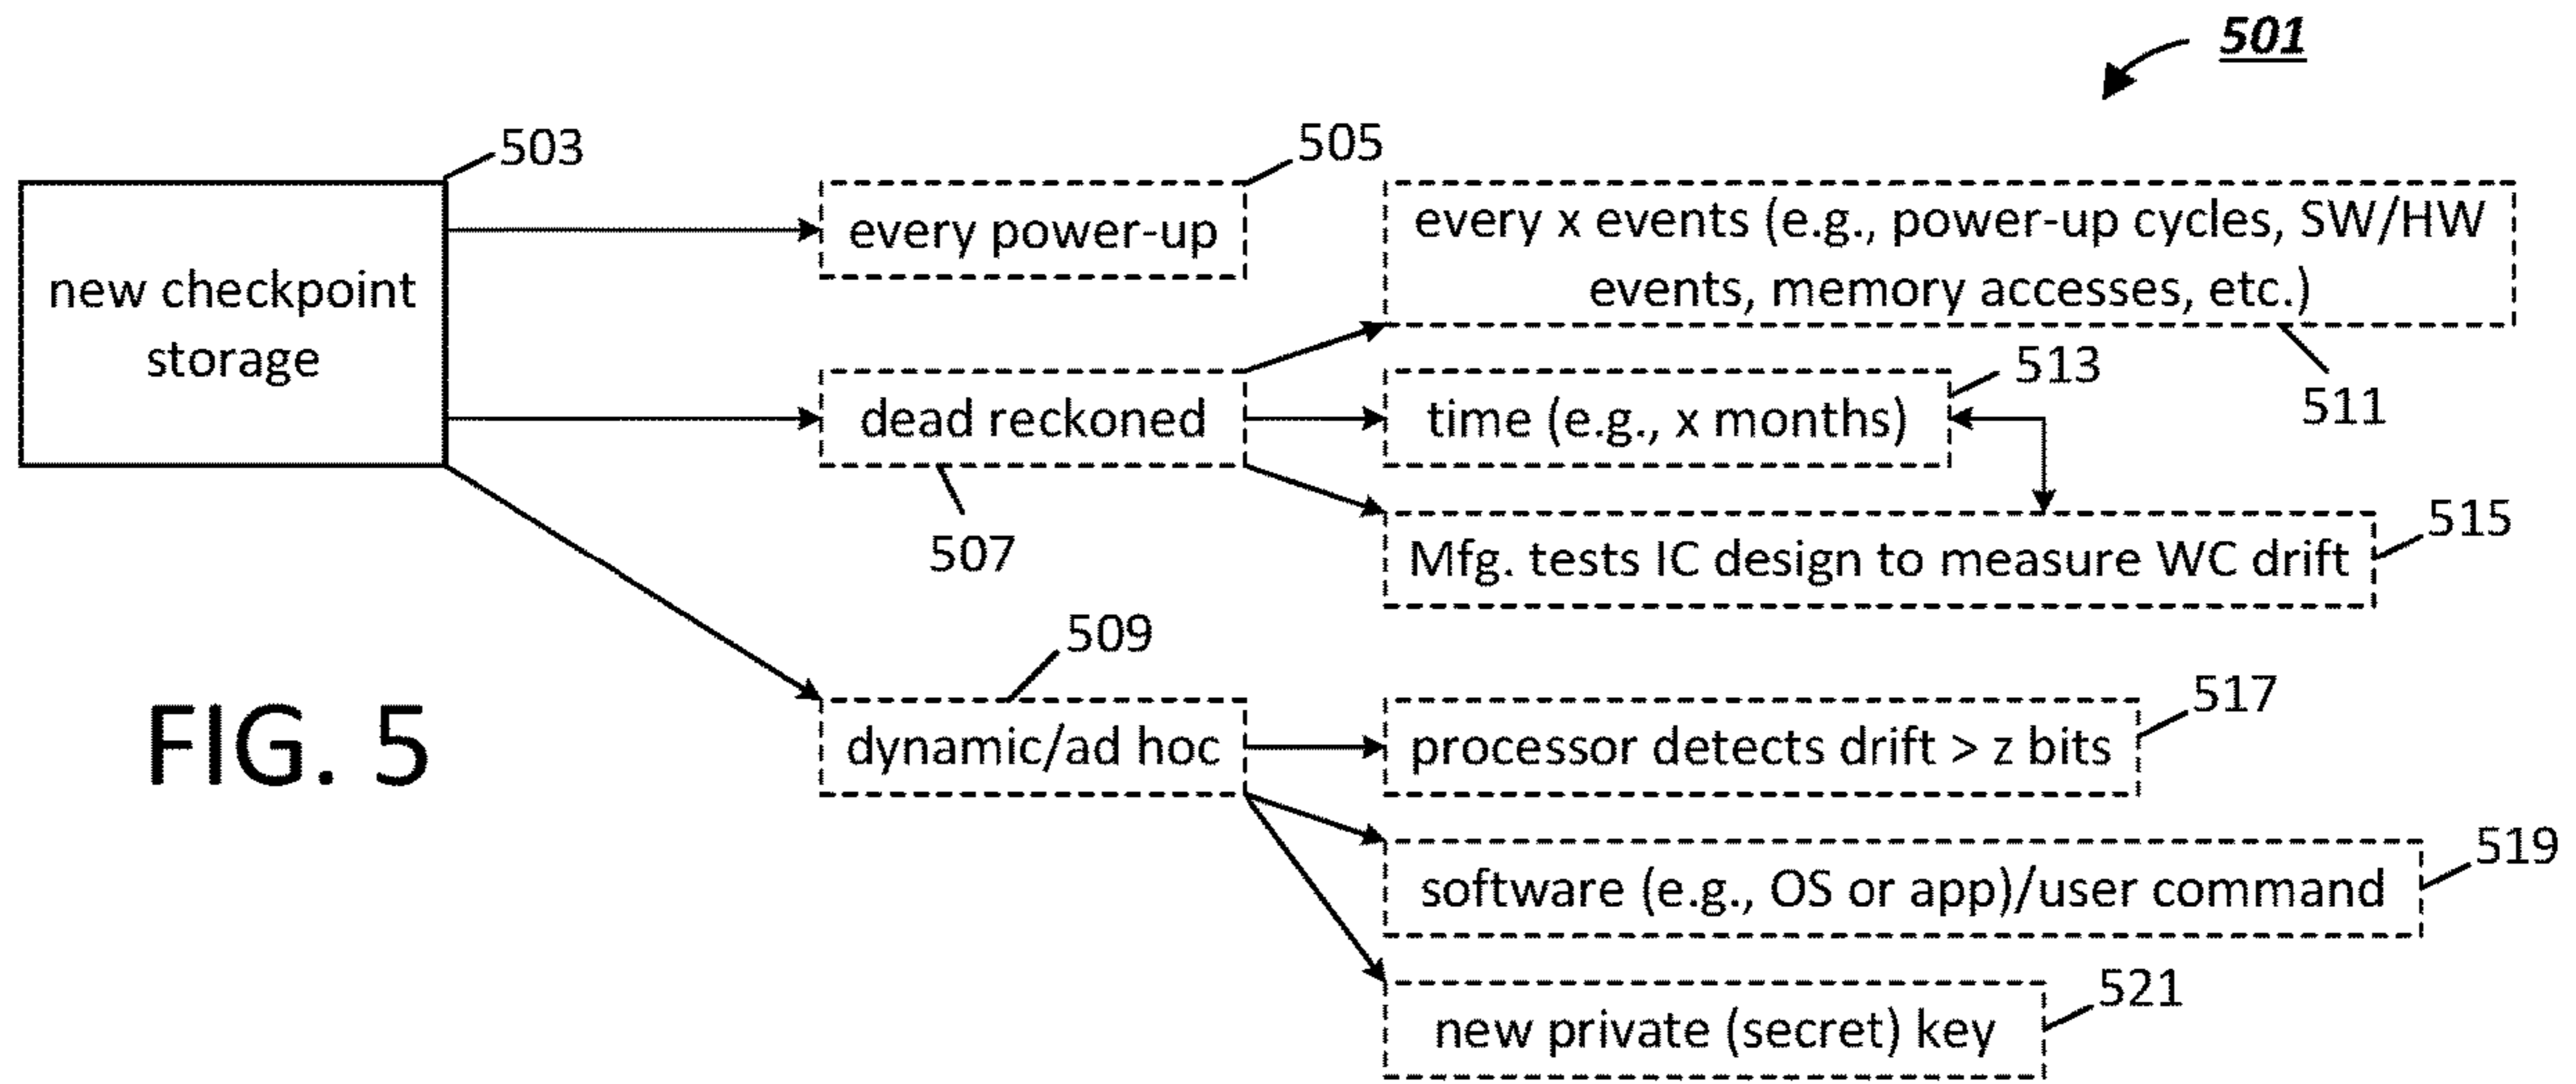 501
503
505
new checkpoint
storage
every power-up
every x events (e.g., power-up cycles, SW/HW
events, memory accesses, etc.)
511
dead reckoned
507
time (e.g., x months)
513
Mfg. tests IC design to measure WC drift
515
509
dynamic/ad hoc
processor detects drift > z bits
517
software (e.g., OS or app)/user command
519
new private (secret) key
521
FIG. 5